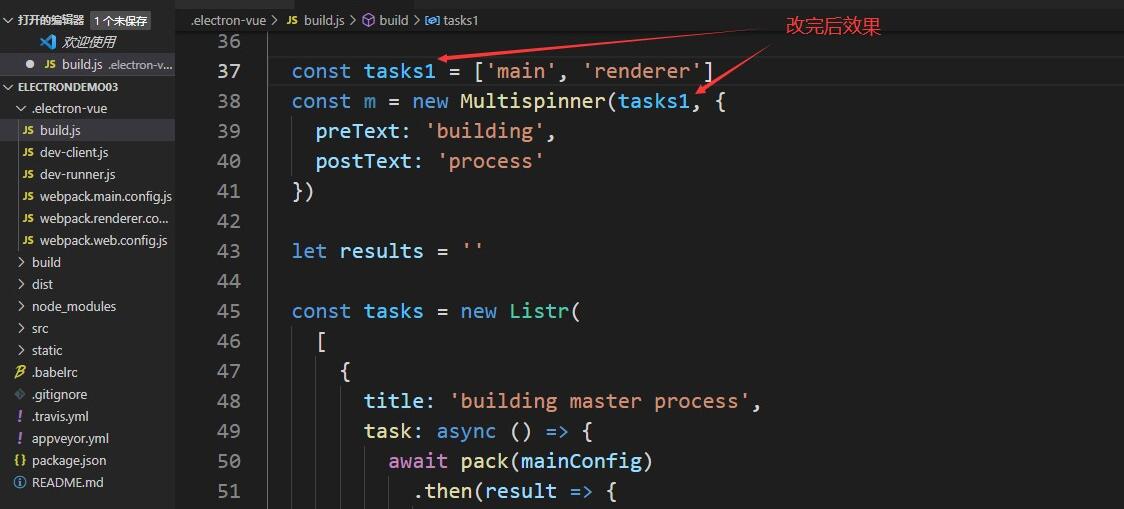 打开的编辑器 1 个未保存
欢迎使用
build.js .electron-v...
ELECTRONDEMO03
.electron-vue
JS build.js
JS dev-client.js
JS dev-runner.js
JS webpack.main.config.js
JS webpack.renderer.co...
JS webpack.web.config.js
build
dist
node_modules
src
static
.babelrc
.gitignore
.travis.yml
appveyor.yml
package.json
README.md
.electron-vue > JS build.js > build > tasks1
改完后效果
36
37 const tasks1 = ['main', 'renderer']
38 const m = new Multispinner(tasks1, {
39 preText: 'building',
40 postText: 'process'
41 })
42
43 let results = ''
44
45 const tasks = new Listr(
46 [
47 {
48 title: 'building master process',
49 task: async () => {
50 await pack(mainConfig)
51 .then(result => {